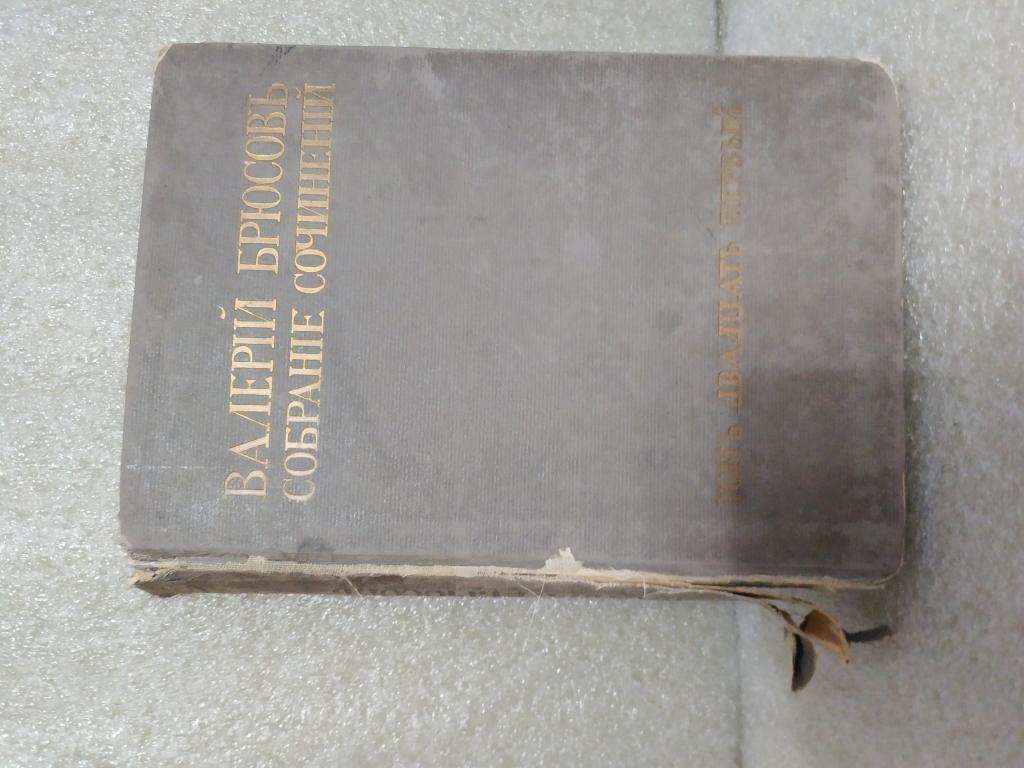 ВАЛЕРІЙ БРЮСОВЪ
СОБРАНІЕ СОЧИНЕНІЙ
ТОМЪ ДВАДЦАТЬ ПЕРВЫЙ